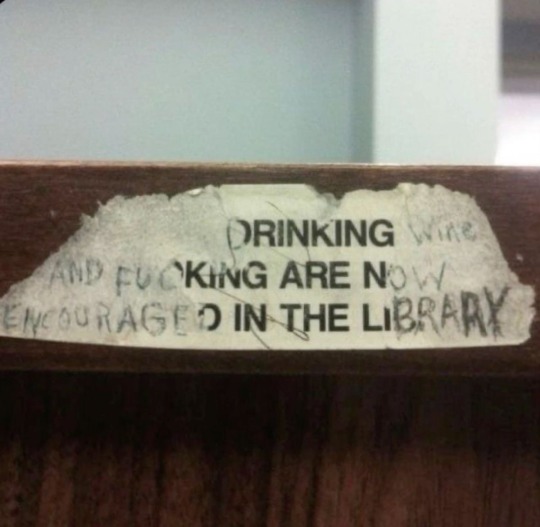 DRINKING Wine
AND FUCKING ARE NOW
ENCOURAGED IN THE LIBRARY